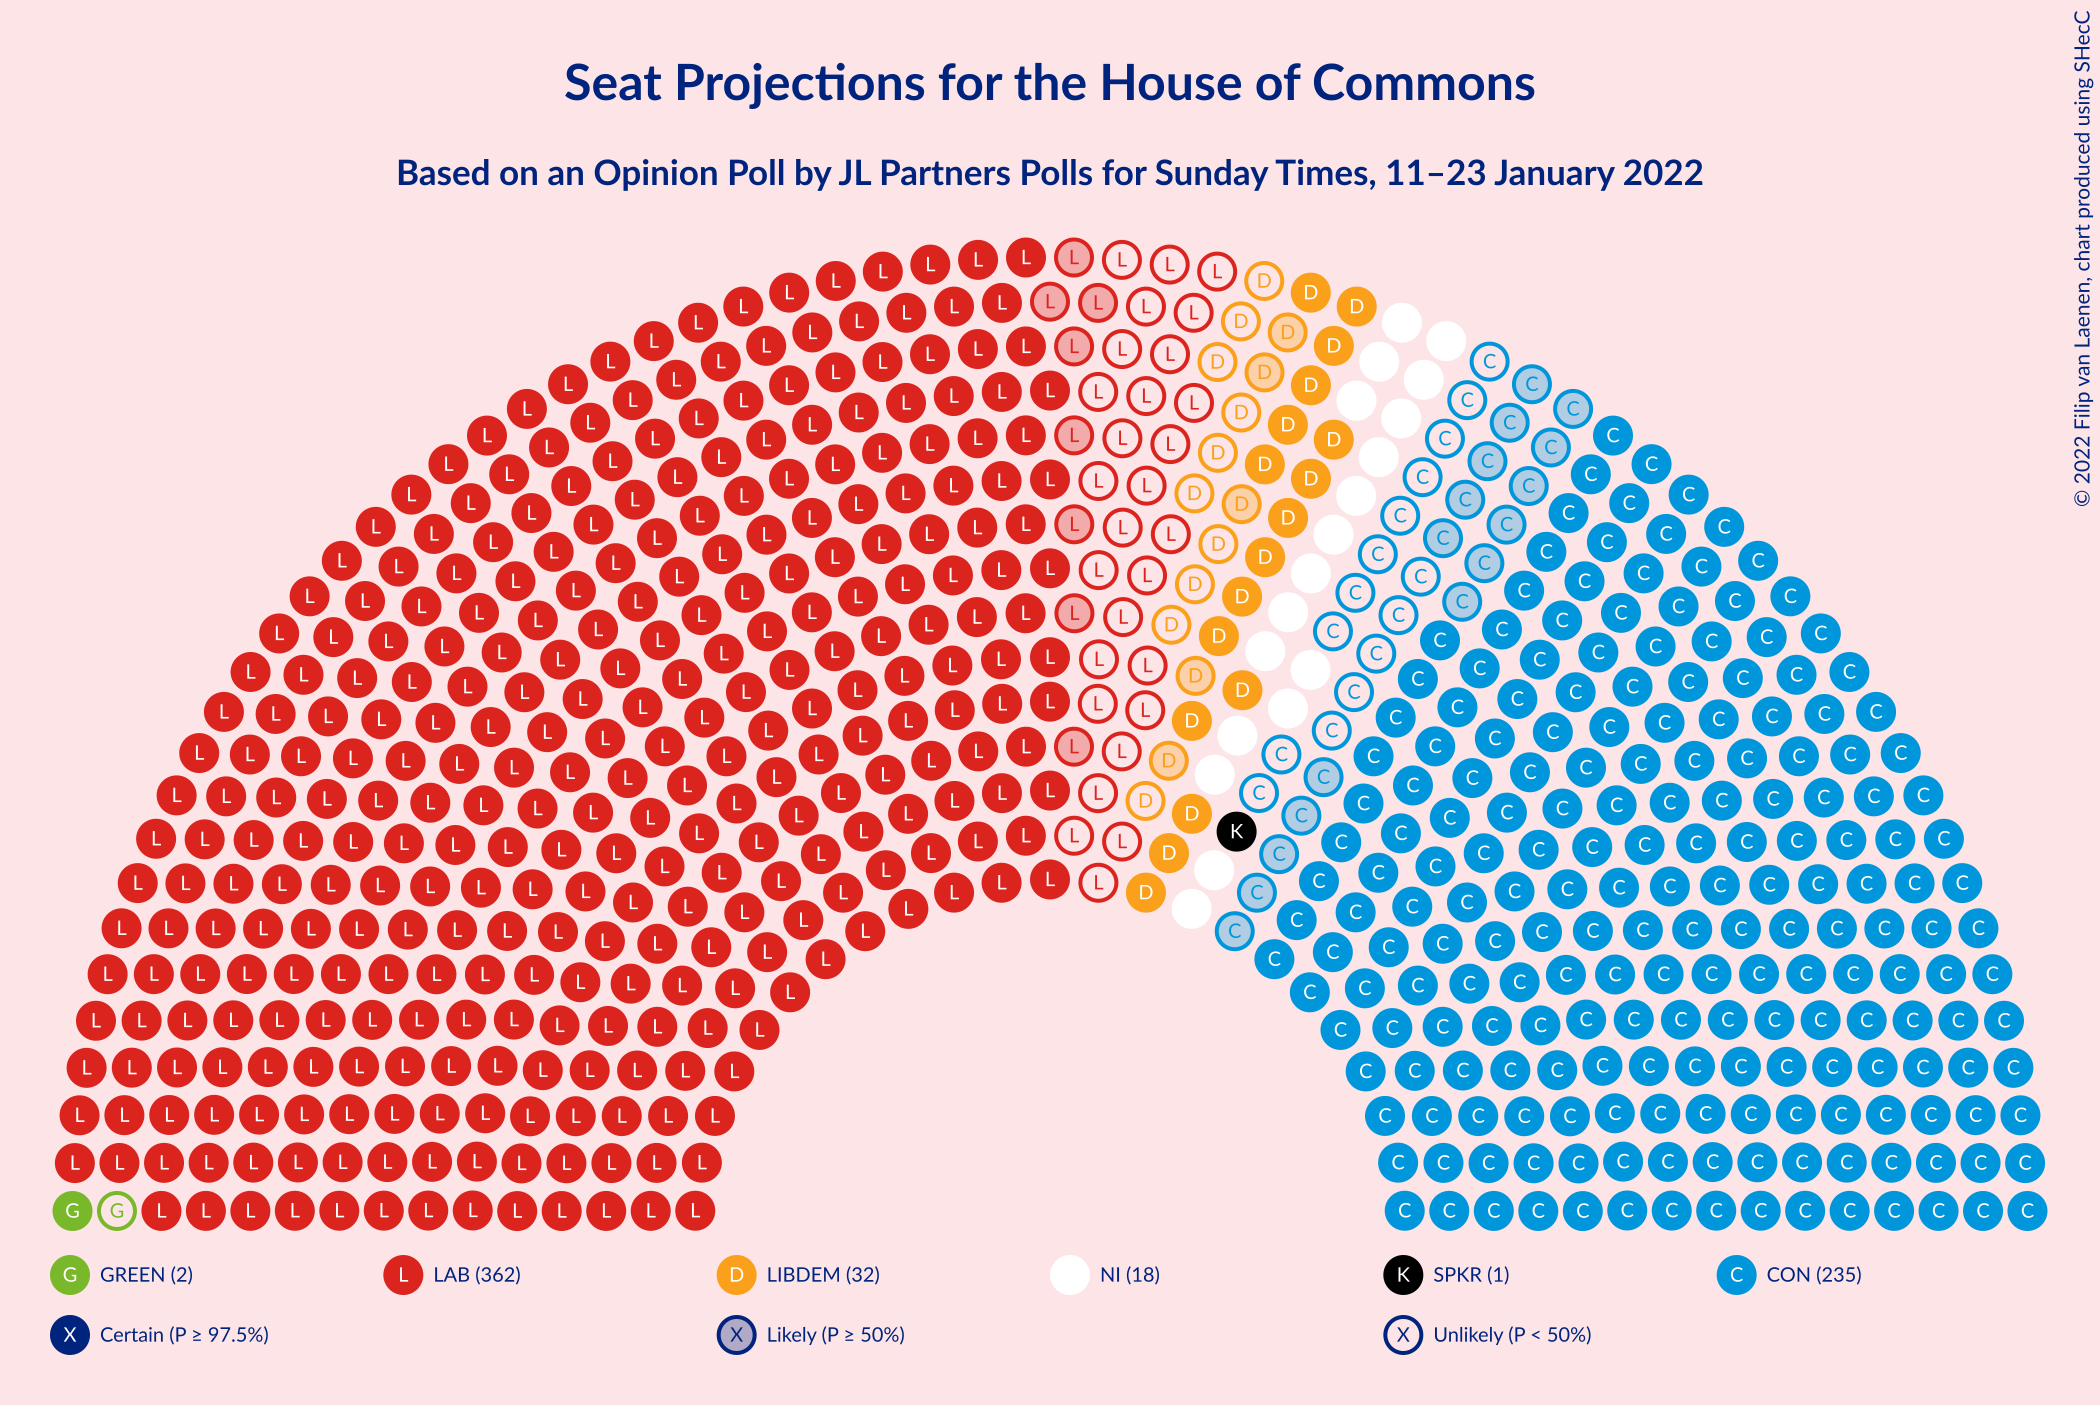 Seat Projections for the House of Commons
Based on an Opinion Poll by JL Partners Polls for Sunday Times, 11–23 January 2022
© 2022 Filip van Laenen, chart produced using SHecC
G GREEN (2)
L LAB (362)
D LIBDEM (32)
NI (18)
K SPKR (1)
C CON (235)
X Certain (P ≥ 97.5%)
X Likely (P ≥ 50%)
X Unlikely (P < 50%)